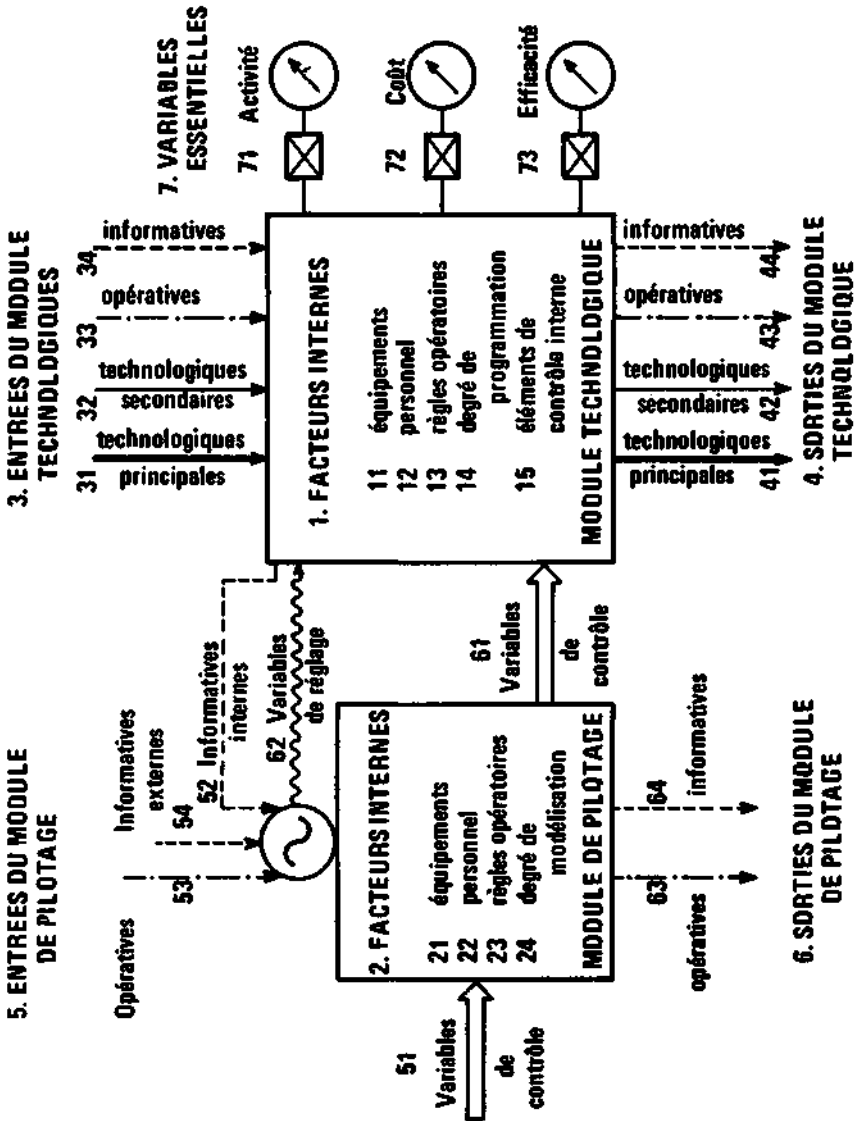 5. ENTREES DU MODULE
DE PILOTAGE
3. ENTREES DU MODULE
TECHNOLOGIQUES
Opératives
53
Informatives
externes
54
52 Informatives
internes
62 Variables
de réglage
31
technologiques
principales
32
technologiques
secondaires
33
opératives
34
informatives
7. VARIABLES
ESSENTIELLES
71 Activité
72 Coût
73 Efficacité
51
Variables
de contrôle
2. FACTEURS INTERNES
21 équipements
22 personnel
23 règles opératoires
24 degré de
modélisation
MODULE DE PILOTAGE
61
Variables
de contrôle
1. FACTEURS INTERNES
11 équipements
12 personnel
13 règles opératoires
14 degré de
programmation
15 éléments de
contrôle interne
MODULE TECHNOLOGIQUE
opératives
63
64
informatives
6. SORTIES DU MODULE
DE PILOTAGE
technologiques
principales
41
technologiques
secondaires
42
opératives
43
informatives
44
4. SORTIES DU MODULE
TECHNOLOGIQUE